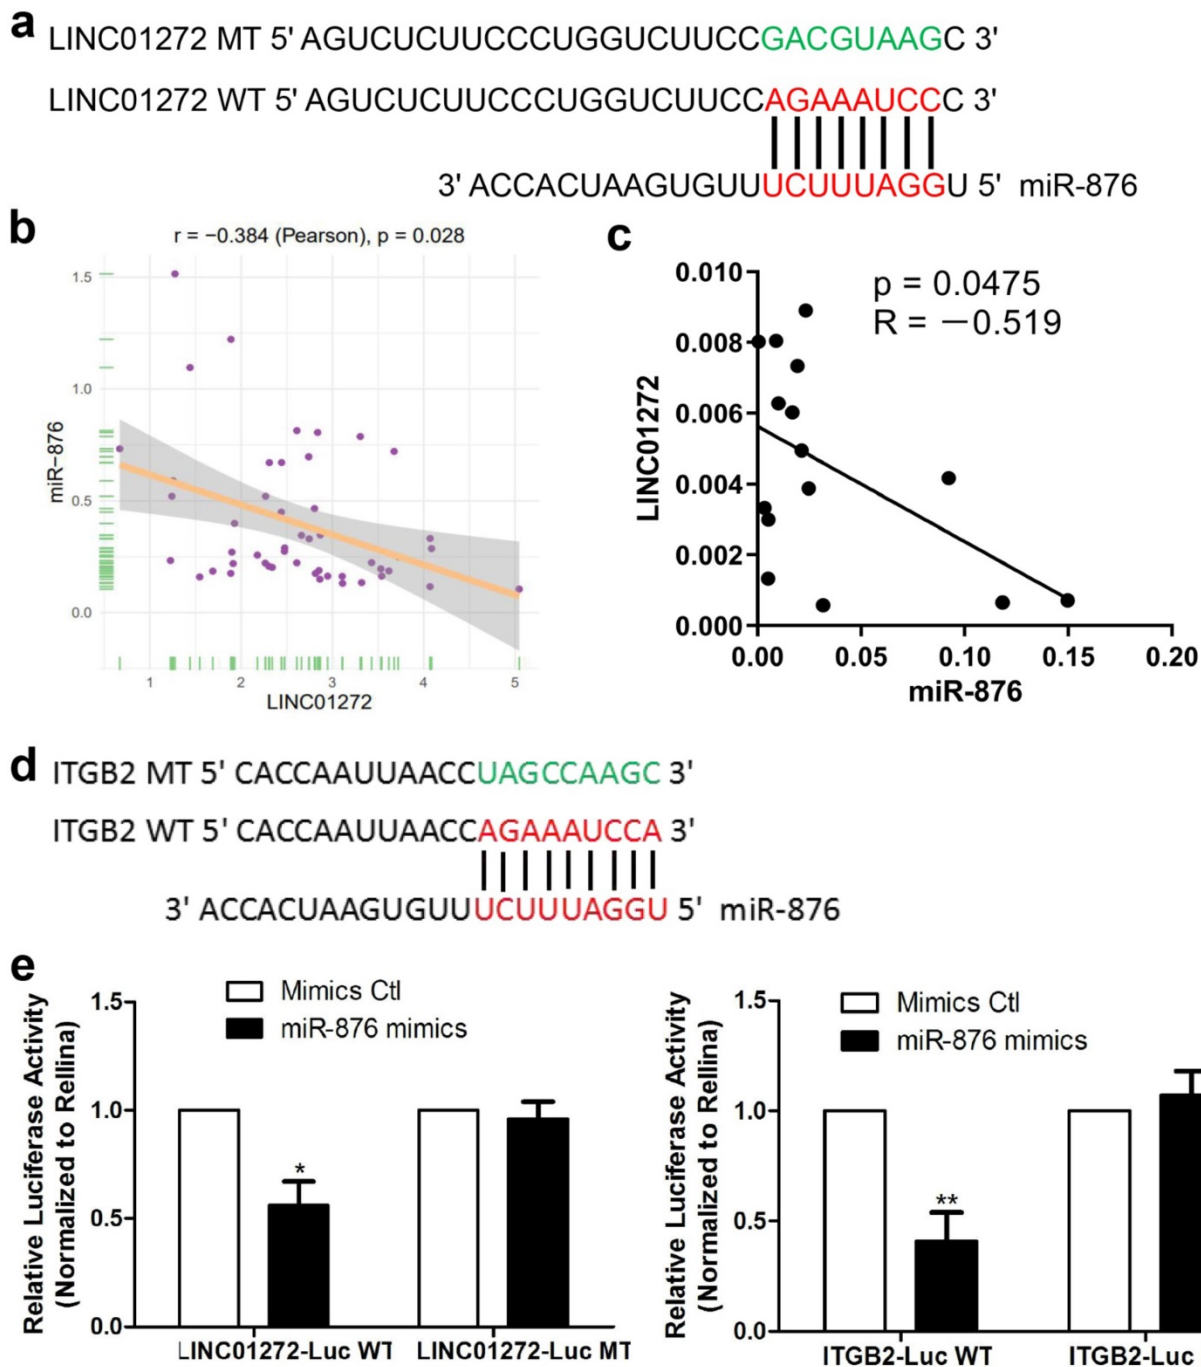 a
LINC01272 MT 5' AGUCUCUUCCCUGGUCUUCCGACGUAAGC 3'
LINC01272 WT 5' AGUCUCUUCCCUGGUCUUCCAGAAAUCCC 3'
3' ACCACUAAGUGUUUCUUUAGGU 5' miR-876
b
r = −0.384 (Pearson), p = 0.028
1.5
1.0
0.5
0.0
miR−876
1 2 3 4 5
LINC01272
c
p = 0.0475
R = −0.519
0.010
0.008
0.006
0.004
0.002
0.000
LINC01272
0.00 0.05 0.10 0.15 0.20
miR-876
d
ITGB2 MT 5' CACCAAUUAACCUAGCCAAGC 3'
ITGB2 WT 5' CACCAAUUAACCAGAAAUCCA 3'
3' ACCACUAAGUGUUUCUUUAGGU 5' miR-876
e
Mimics Ctl
miR-876 mimics
Relative Luciferase Activity
(Normalized to Rellina)
1.5
1.0
0.5
0.0
*
LINC01272-Luc WT LINC01272-Luc MT
Mimics Ctl
miR-876 mimics
Relative Luciferase Activity
(Normalized to Rellina)
1.5
1.0
0.5
0.0
**
ITGB2-Luc WT ITGB2-Luc